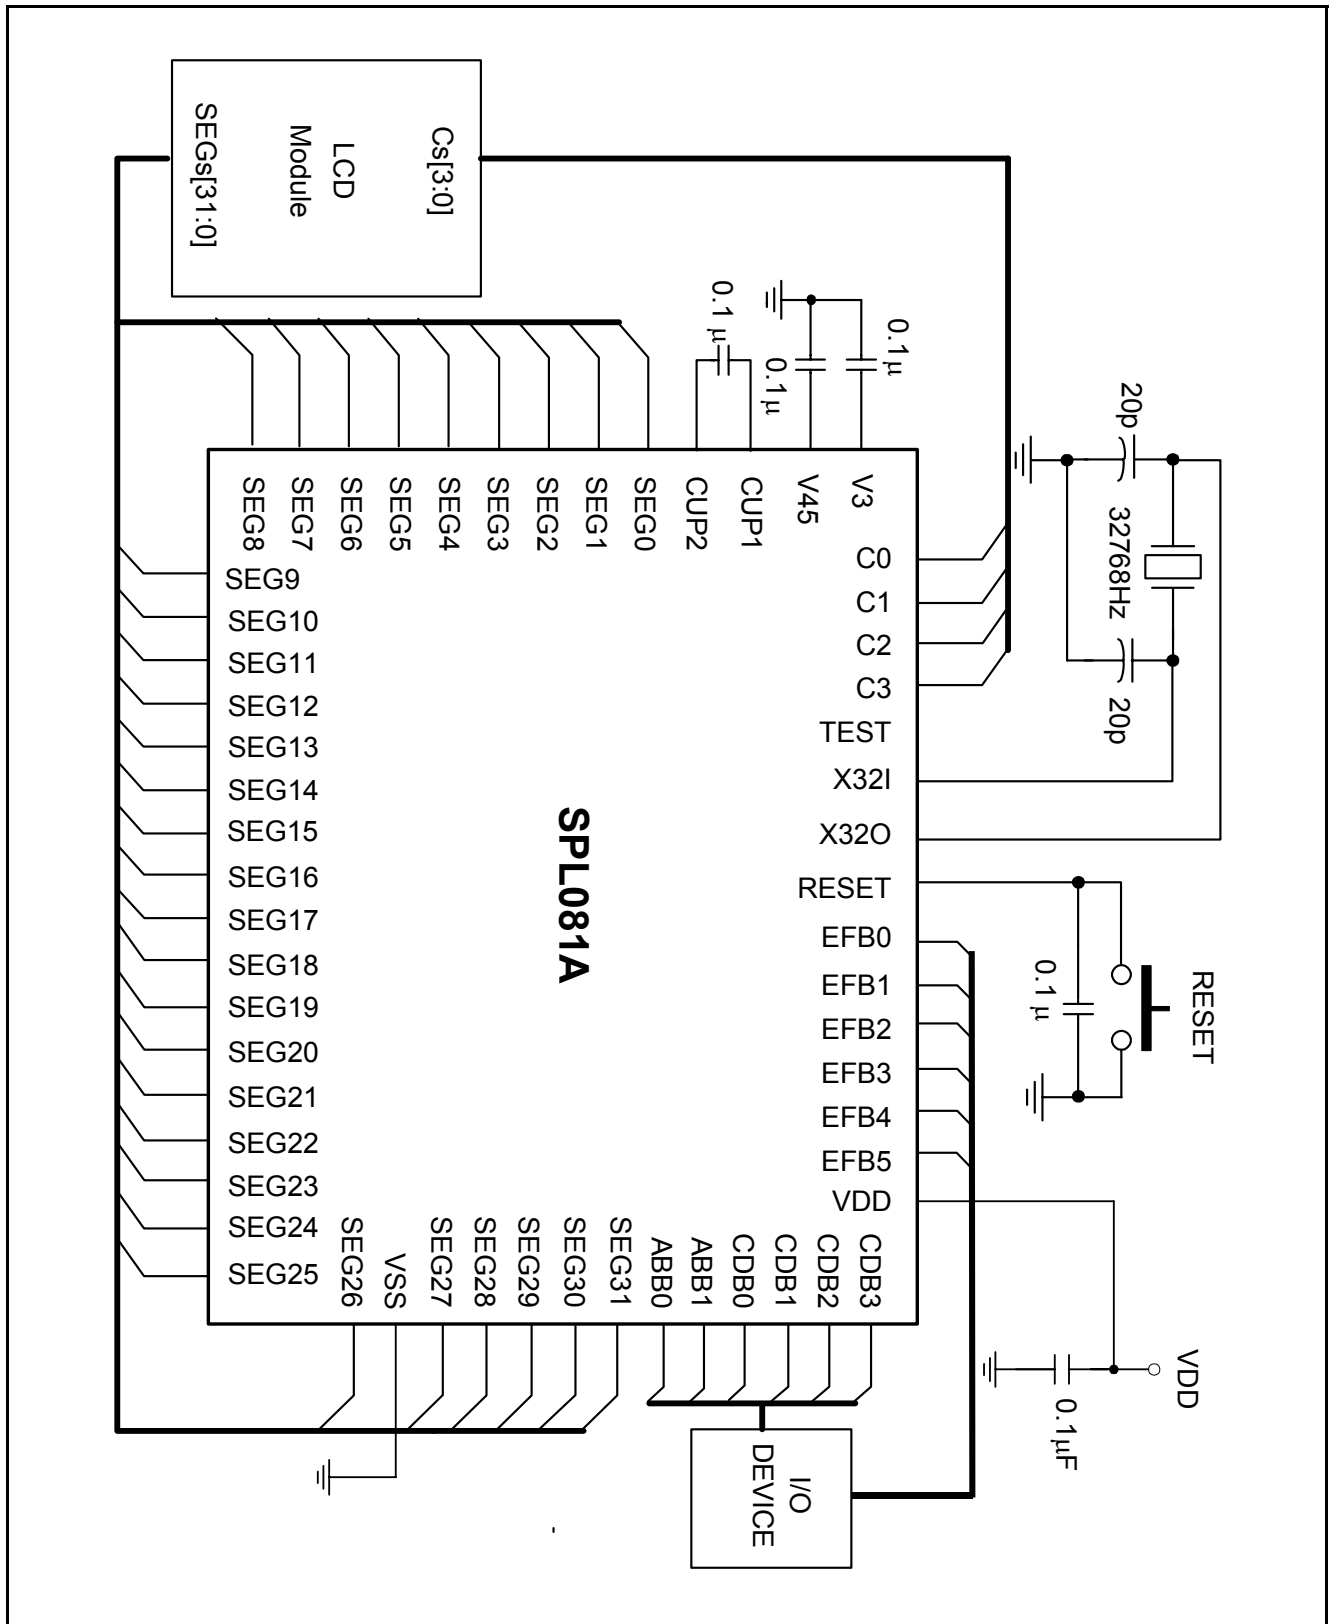 SEGs[31:0]
LCD
Module
Cs[3:0]
0.1 μ
0.1μ
0.1μ
20p
32768Hz
20p
SEG8
SEG7
SEG6
SEG5
SEG4
SEG3
SEG2
SEG1
SEG0
CUP2
CUP1
V45
V3
C0
C1
C2
C3
TEST
X32I
X32O
RESET
EFB0
EFB1
EFB2
EFB3
EFB4
EFB5
VDD
SEG9
SEG10
SEG11
SEG12
SEG13
SEG14
SEG15
SEG16
SEG17
SEG18
SEG19
SEG20
SEG21
SEG22
SEG23
SEG24
SEG25
SPL081A
0.1 μ
RESET
SEG26
VSS
SEG27
SEG28
SEG29
SEG30
SEG31
ABB0
ABB1
CDB0
CDB1
CDB2
CDB3
VDD
0.1μF
I/O
DEVICE